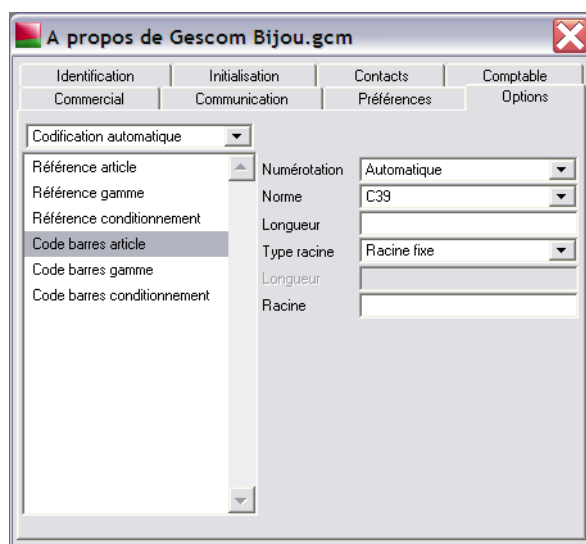 A propos de Gescom Bijou.gcm
Identification Initialisation Contacts Comptable
Commercial Communication Préférences Options
Codification automatique
Référence article
Référence gamme
Référence conditionnement
Code barres article
Code barres gamme
Code barres conditionnement
Numérotation Automatique
Norme C39
Longueur
Type racine Racine fixe
Longueur
Racine